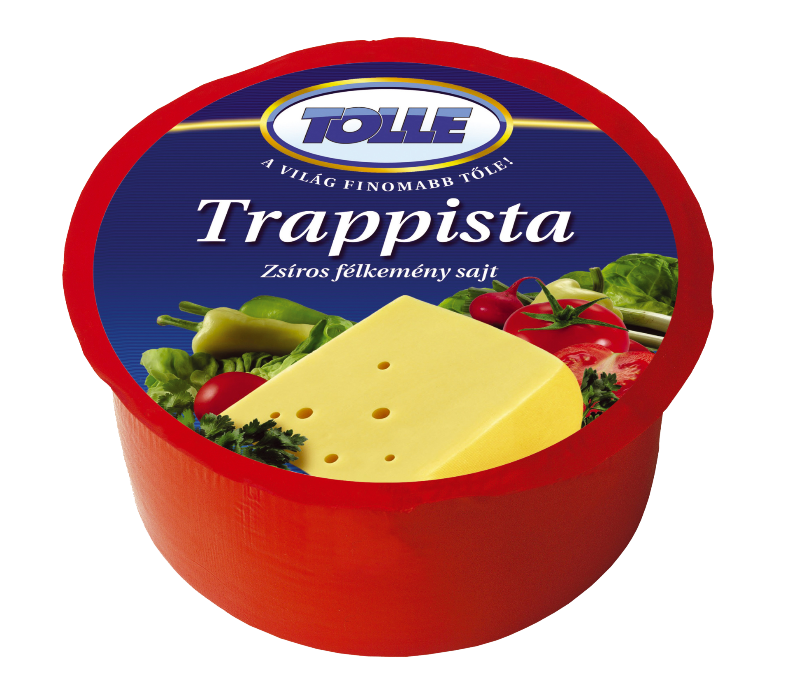 TOLLE
A VILÁG FINOMABB TŐLE!
Trappista
Zsíros félkemény sajt